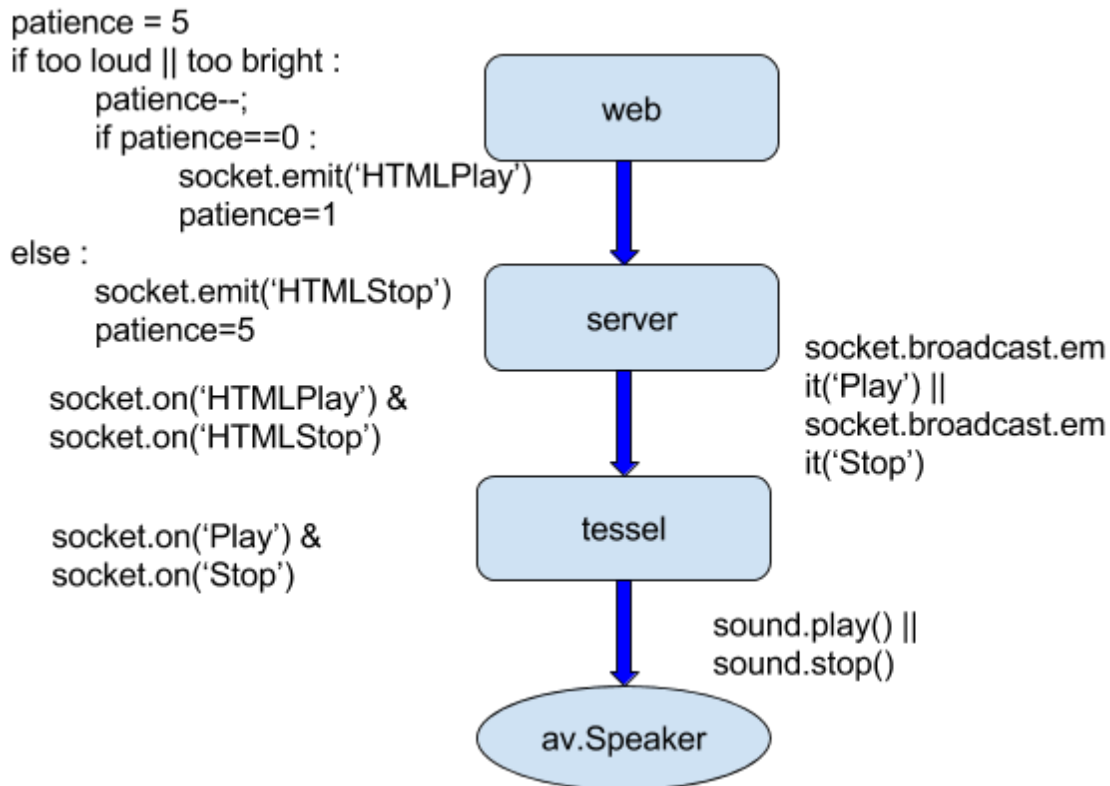 patience = 5
if too loud || too bright :
patience--;
if patience==0 :
socket.emit(‘HTMLPlay’)
patience=1
else :
socket.emit(‘HTMLStop’)
patience=5
web
server
socket.broadcast.em
it(‘Play’) ||
socket.broadcast.em
it(‘Stop’)
socket.on(‘HTMLPlay’) &
socket.on(‘HTMLStop’)
tessel
socket.on(‘Play’) &
socket.on(‘Stop’)
sound.play() ||
sound.stop()
av.Speaker